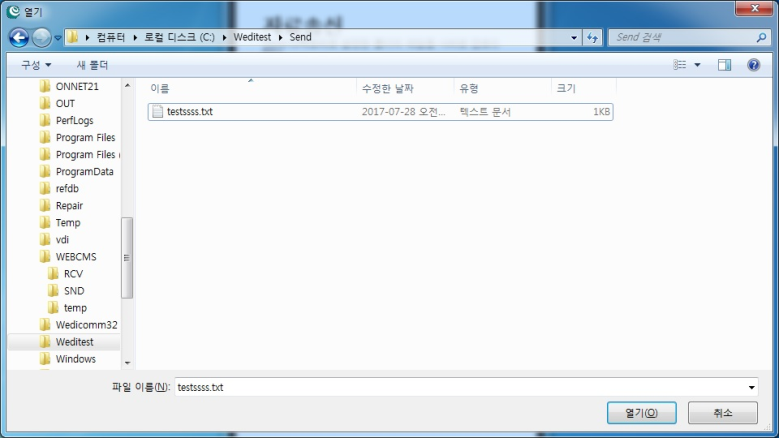 열기
컴퓨터 로컬 디스크 (C:) Weditest Send
Send 검색
구성 새 폴더
이름 수정한 날짜 유형 크기
testssss.txt 2017-07-28 오전... 텍스트 문서 1KB
ONNET21
OUT
PerfLogs
Program Files
Program Files (
ProgramData
refdb
Repair
Temp
vdi
WEBCMS
RCV
SND
temp
Wedicomm32
Weditest
Windows
파일 이름(N): testssss.txt
열기(O) 취소